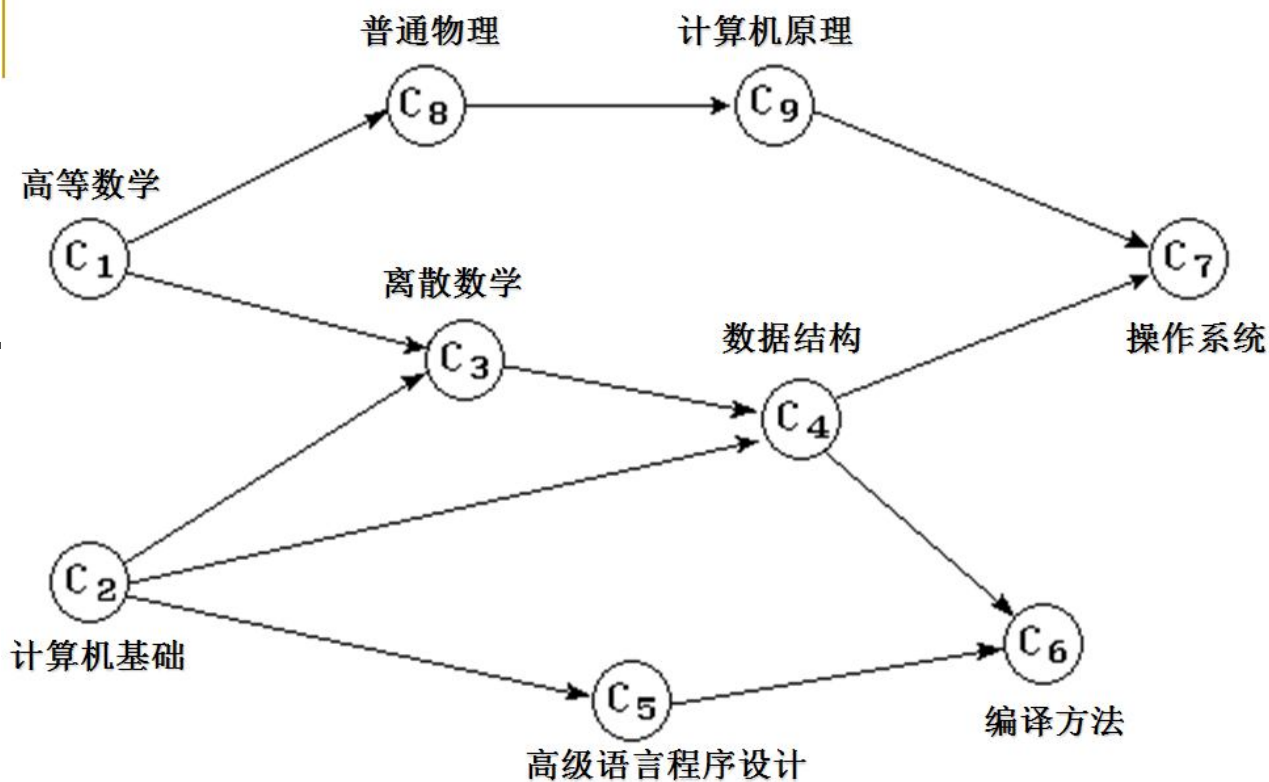 普通物理
计算机原理
C8
C9
高等数学
C1
C7
离散数学
操作系统
C3
数据结构
C4
C2
计算机基础
C6
C5
编译方法
高级语言程序设计